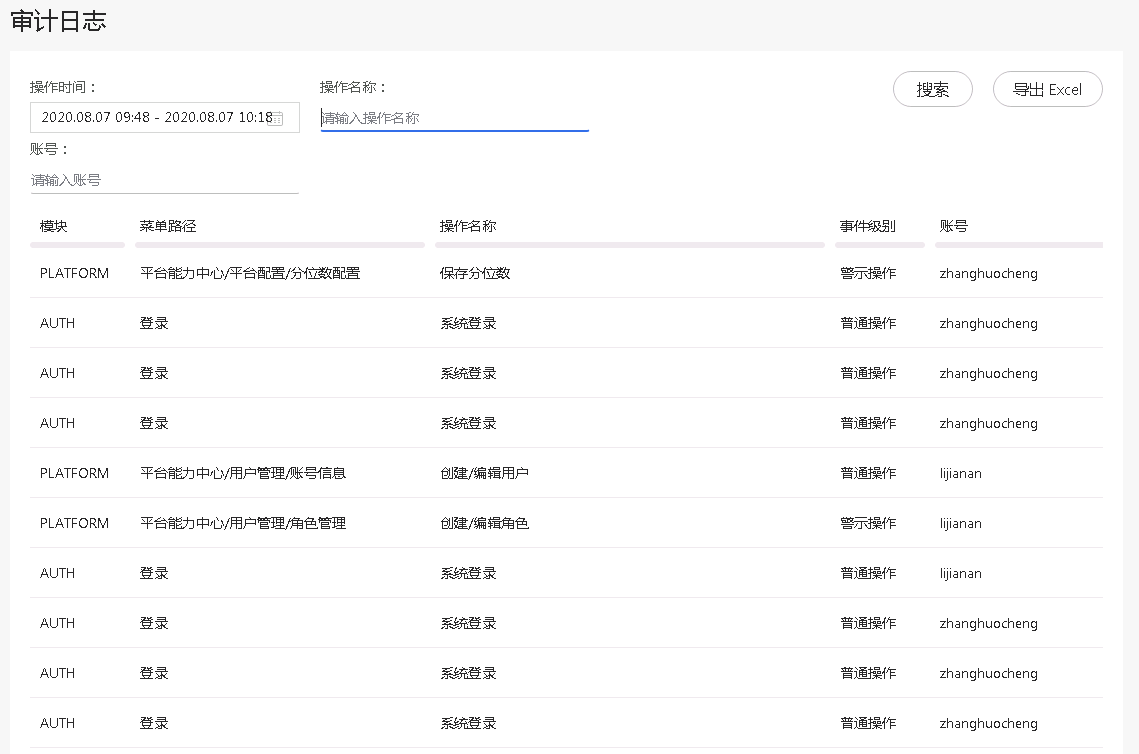 审计日志
操作时间： 操作名称： 搜索 导出 Excel
2020.08.07 09:48 - 2020.08.07 10:18 请输入操作名称
账号：
请输入账号
模块 菜单路径 操作名称 事件级别 账号
PLATFORM 平台能力中心/平台配置/分位数配置 保存分位数 警示操作 zhanghuocheng
AUTH 登录 系统登录 普通操作 zhanghuocheng
AUTH 登录 系统登录 普通操作 zhanghuocheng
AUTH 登录 系统登录 普通操作 zhanghuocheng
PLATFORM 平台能力中心/用户管理/账号信息 创建/编辑用户 普通操作 lijianan
PLATFORM 平台能力中心/用户管理/角色管理 创建/编辑角色 警示操作 lijianan
AUTH 登录 系统登录 普通操作 lijianan
AUTH 登录 系统登录 普通操作 zhanghuocheng
AUTH 登录 系统登录 普通操作 zhanghuocheng
AUTH 登录 系统登录 普通操作 zhanghuocheng